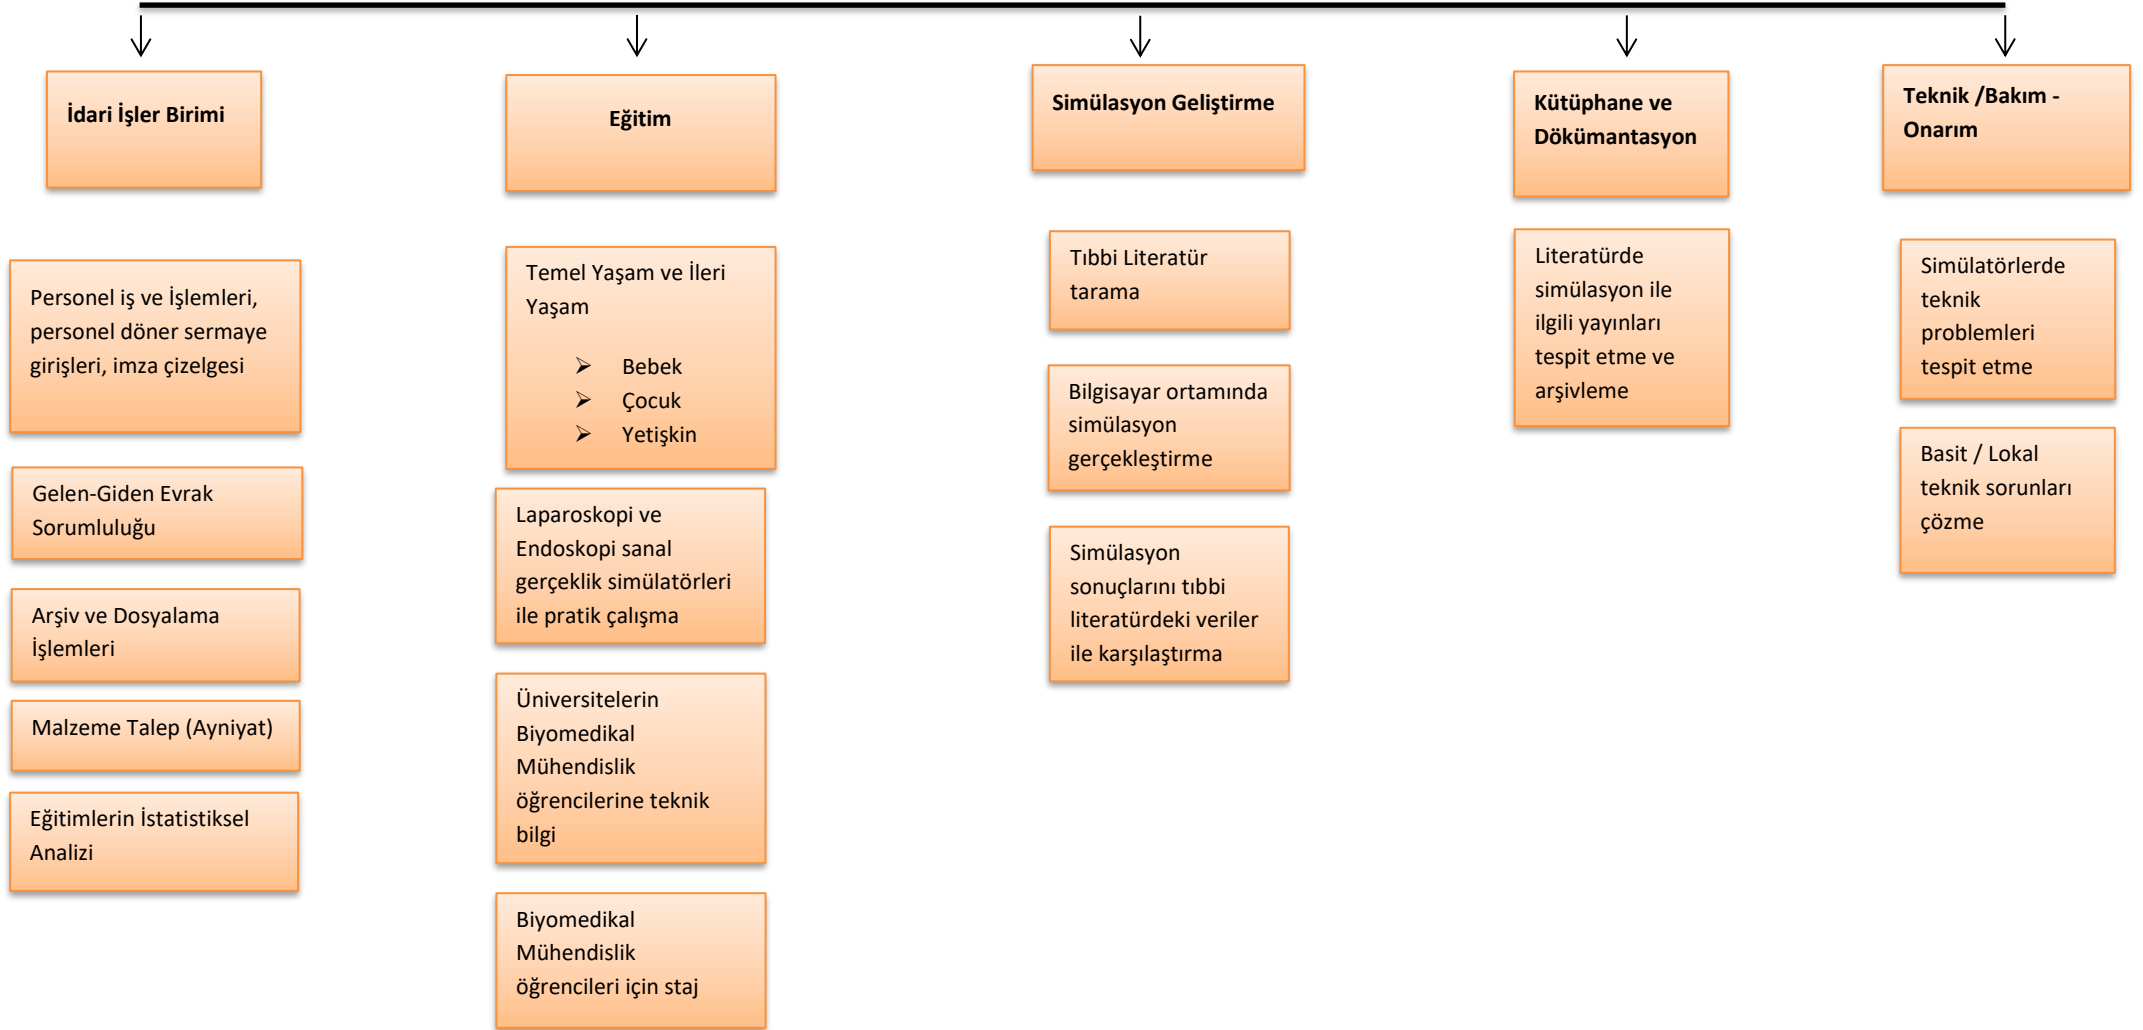 İdari İşler Birimi
Personel iş ve İşlemleri,
personel döner sermaye
girişleri, imza çizelgesi
Gelen-Giden Evrak
Sorumluluğu
Arşiv ve Dosyalama
İşlemleri
Malzeme Talep (Ayniyat)
Eğitimlerin İstatistiksel
Analizi
Eğitim
Temel Yaşam ve İleri
Yaşam
➢ Bebek
➢ Çocuk
➢ Yetişkin
Laparoskopi ve
Endoskopi sanal
gerçeklik simülatörleri
ile pratik çalışma
Üniversitelerin
Biyomedikal
Mühendislik
öğrencilerine teknik
bilgi
Biyomedikal
Mühendislik
öğrencileri için staj
Simülasyon Geliştirme
Tıbbi Literatür
tarama
Bilgisayar ortamında
simülasyon
gerçekleştirme
Simülasyon
sonuçlarını tıbbi
literatürdeki veriler
ile karşılaştırma
Kütüphane ve
Dökümantasyon
Literatürde
simülasyon ile
ilgili yayınları
tespit etme ve
arşivleme
Teknik /Bakım -
Onarım
Simülatörlerde
teknik
problemleri
tespit etme
Basit / Lokal
teknik sorunları
çözme